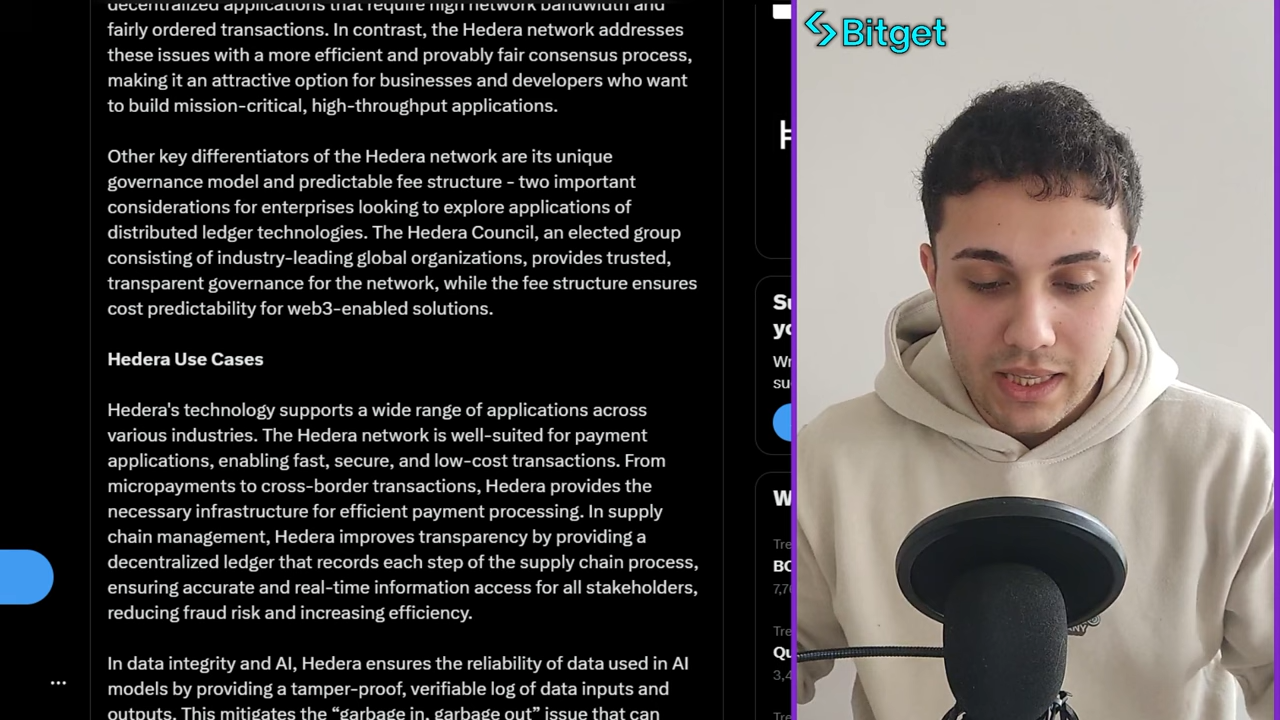 decentralized applications that require high network bandwidth and
fairly ordered transactions. In contrast, the Hedera network addresses
these issues with a more efficient and provably fair consensus process,
making it an attractive option for businesses and developers who want
to build mission-critical, high-throughput applications.
Other key differentiators of the Hedera network are its unique
governance model and predictable fee structure - two important
considerations for enterprises looking to explore applications of
distributed ledger technologies. The Hedera Council, an elected group
consisting of industry-leading global organizations, provides trusted,
transparent governance for the network, while the fee structure ensures
cost predictability for web3-enabled solutions.
Hedera Use Cases
Hedera's technology supports a wide range of applications across
various industries. The Hedera network is well-suited for payment
applications, enabling fast, secure, and low-cost transactions. From
micropayments to cross-border transactions, Hedera provides the
necessary infrastructure for efficient payment processing. In supply
chain management, Hedera improves transparency by providing a
decentralized ledger that records each step of the supply chain process,
ensuring accurate and real-time information access for all stakeholders,
reducing fraud risk and increasing efficiency.
In data integrity and AI, Hedera ensures the reliability of data used in AI
models by providing a tamper-proof, verifiable log of data inputs and
outputs. This mitigates the “garbage in, garbage out” issue that can
...
Bitget